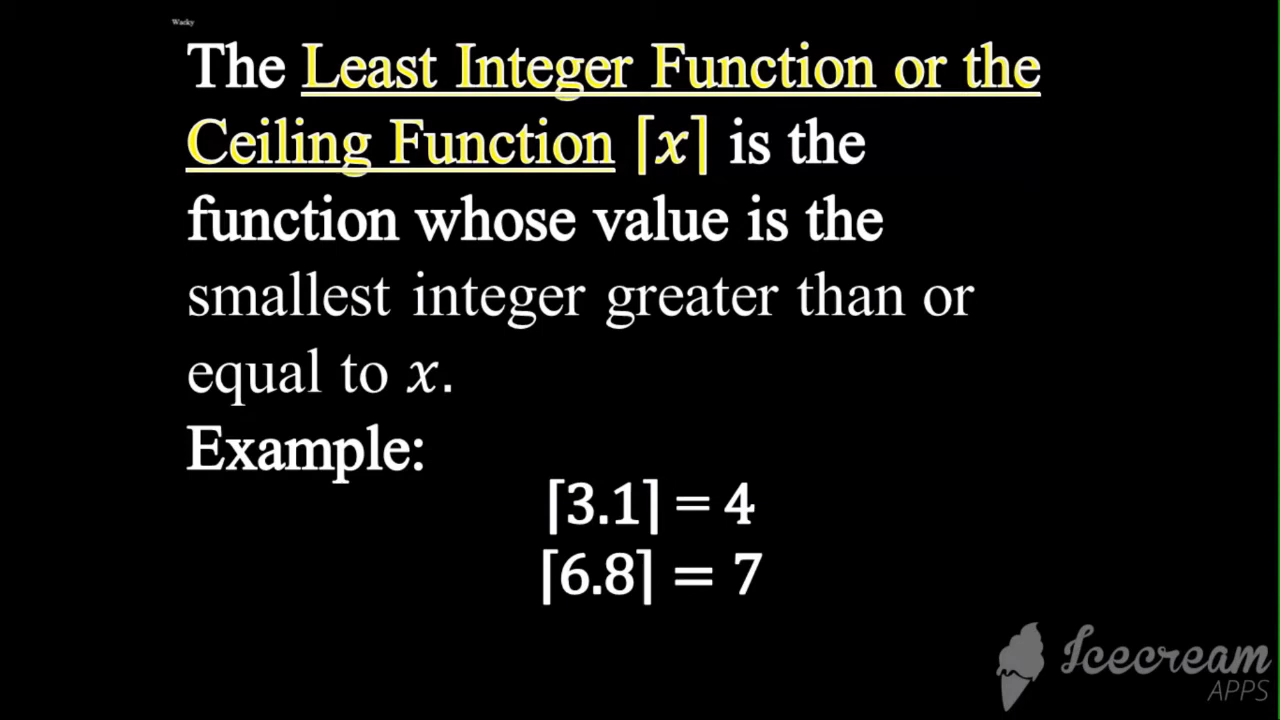 Wacky
The Least Integer Function or the
Ceiling Function ⌈x⌉ is the
function whose value is the
smallest integer greater than or
equal to x.
Example:
⌈3.1⌉ = 4
⌈6.8⌉ = 7
Icecream
APPS